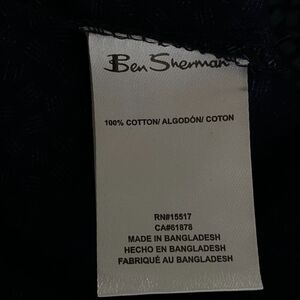 Ben Sherman
100% COTTON/ ALGODÓN/ COTON
RN#15517
CA#61878
MADE IN BANGLADESH
HECHO EN BANGLADESH
FABRIQUÉ AU BANGLADESH